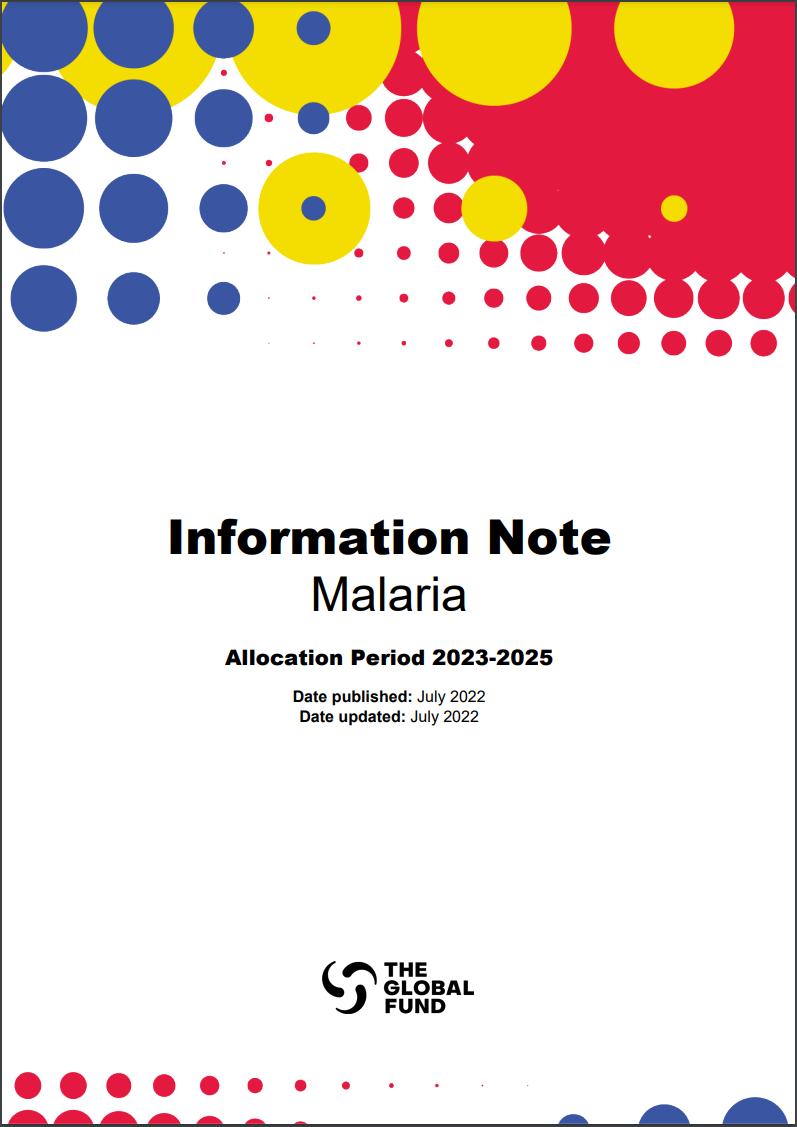 Information Note
Malaria
Allocation Period 2023-2025
Date published: July 2022
Date updated: July 2022
THE
GLOBAL
FUND